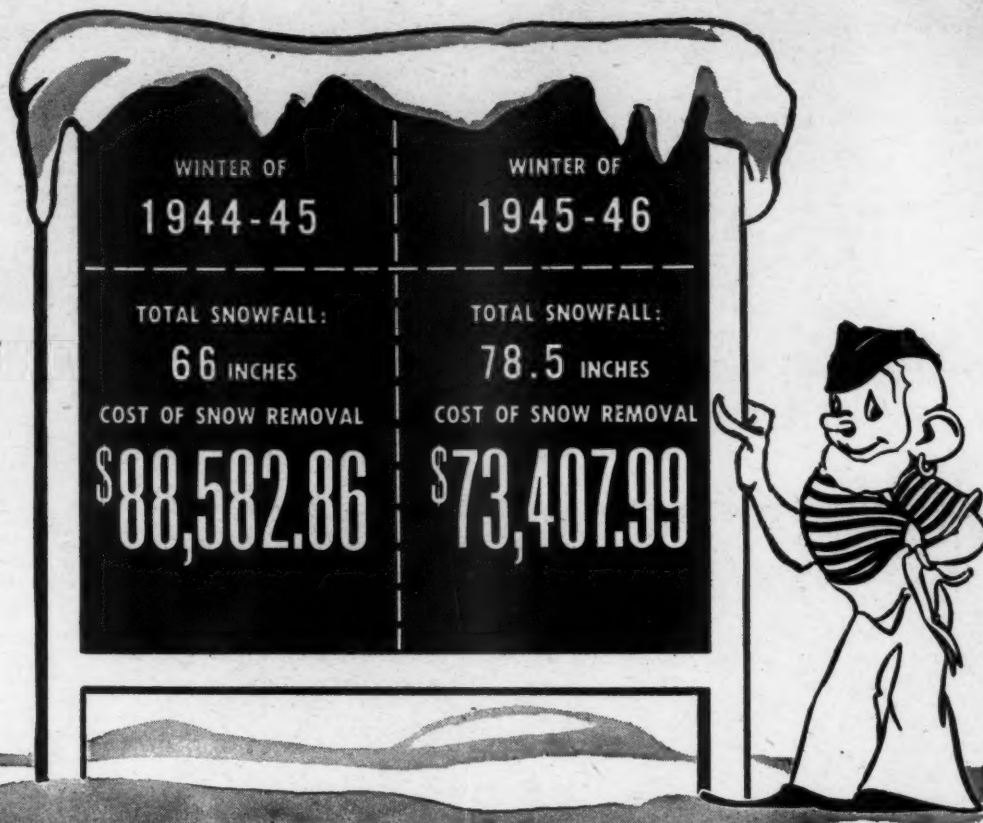 WINTER OF
1944-45
TOTAL SNOWFALL:
66 INCHES
COST OF SNOW REMOVAL
$88,582.86
WINTER OF
1945-46
TOTAL SNOWFALL:
78.5 INCHES
COST OF SNOW REMOVAL
$73,407.99